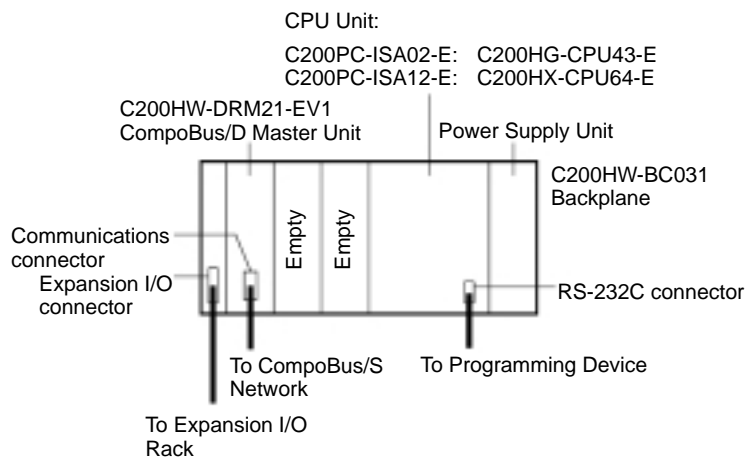 CPU Unit:
C200PC-ISA02-E: C200HG-CPU43-E
C200PC-ISA12-E: C200HX-CPU64-E
C200HW-DRM21-EV1
CompoBus/D Master Unit
Power Supply Unit
C200HW-BC031
Backplane
Empty
Empty
Communications
connector
Expansion I/O
connector
RS-232C connector
To CompoBus/S
Network
To Programming Device
To Expansion I/O
Rack